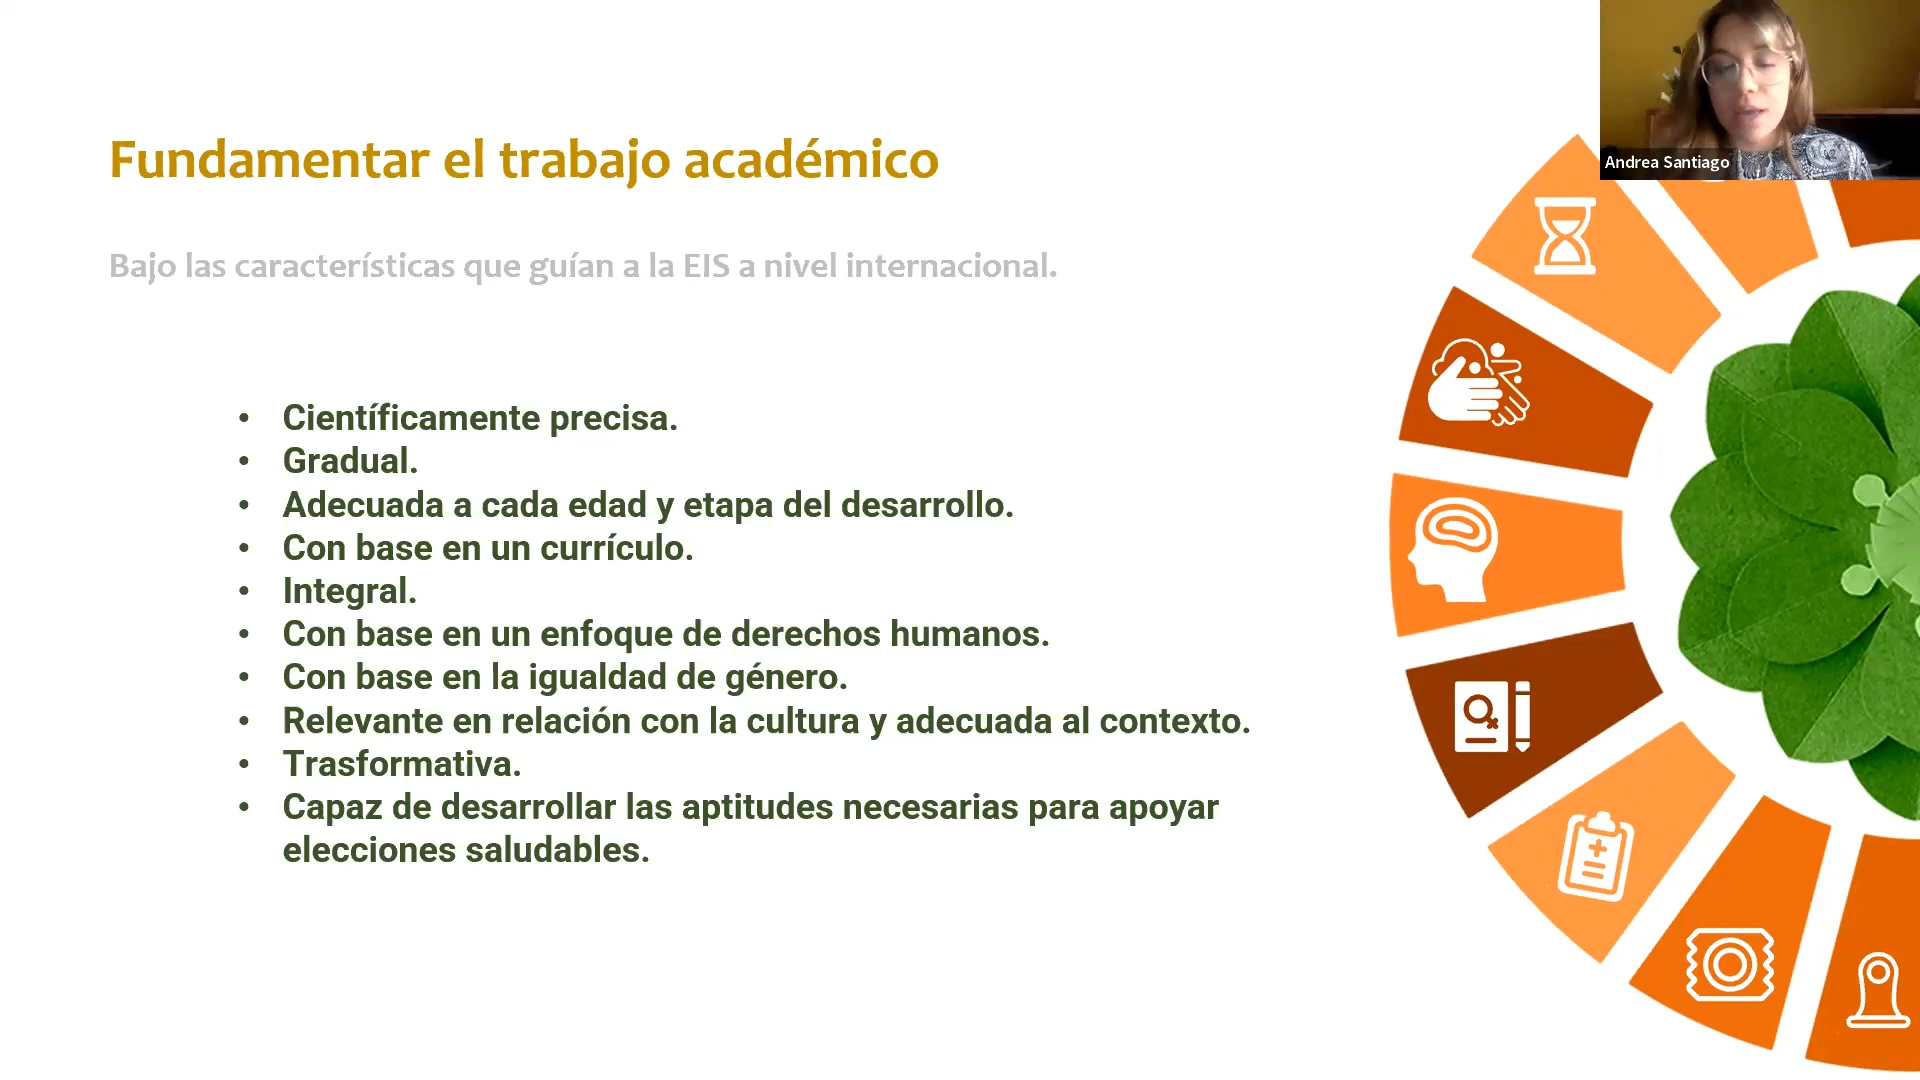 Fundamentar el trabajo académico
Bajo las características que guían a la EIS a nivel internacional.
• Científicamente precisa.
• Gradual.
• Adecuada a cada edad y etapa del desarrollo.
• Con base en un currículo.
• Integral.
• Con base en un enfoque de derechos humanos.
• Con base en la igualdad de género.
• Relevante en relación con la cultura y adecuada al contexto.
• Trasformativa.
• Capaz de desarrollar las aptitudes necesarias para apoyar
elecciones saludables.
Andrea Santiago